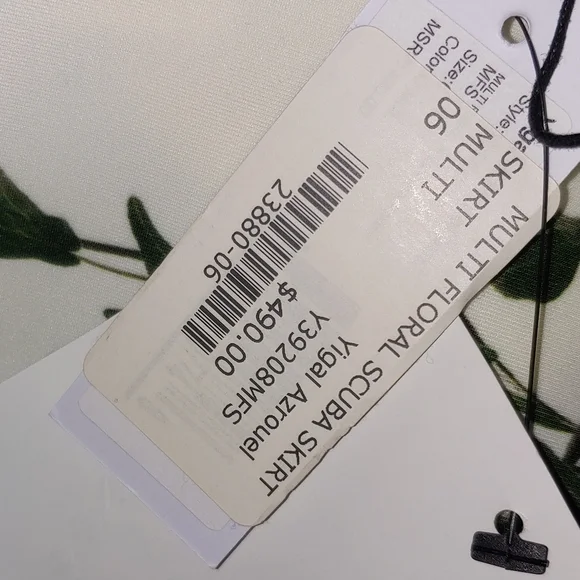 MULTI FLORAL SCUBA SKIRT
SKIRT
MULTI
06
Yigal Azrouel
Y39208MFS
$490.00
23880-06
Style:
MULTI
MFS
Size:
Color
MSR